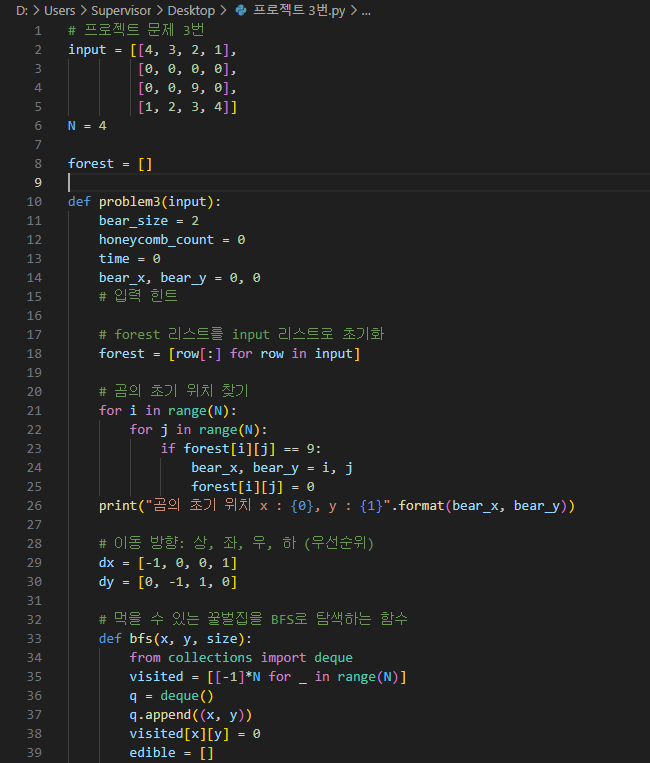 D: > Users > Supervisor > Desktop > 프로젝트 3번.py > ...
1 # 프로젝트 문제 3번
2 input = [[4, 3, 2, 1],
3 [0, 0, 0, 0],
4 [0, 0, 9, 0],
5 [1, 2, 3, 4]]
6 N = 4
7
8 forest = []
9
10 def problem3(input):
11 bear_size = 2
12 honeycomb_count = 0
13 time = 0
14 bear_x, bear_y = 0, 0
15 # 입력 힌트
16
17 # forest 리스트를 input 리스트로 초기화
18 forest = [row[:] for row in input]
19
20 # 곰의 초기 위치 찾기
21 for i in range(N):
22 for j in range(N):
23 if forest[i][j] == 9:
24 bear_x, bear_y = i, j
25 forest[i][j] = 0
26 print("곰의 초기 위치 x : {0}, y : {1}".format(bear_x, bear_y))
27
28 # 이동 방향: 상, 좌, 우, 하 (우선순위)
29 dx = [-1, 0, 0, 1]
30 dy = [0, -1, 1, 0]
31
32 # 먹을 수 있는 꿀벌집을 BFS로 탐색하는 함수
33 def bfs(x, y, size):
34 from collections import deque
35 visited = [[-1]*N for _ in range(N)]
36 q = deque()
37 q.append((x, y))
38 visited[x][y] = 0
39 edible = []